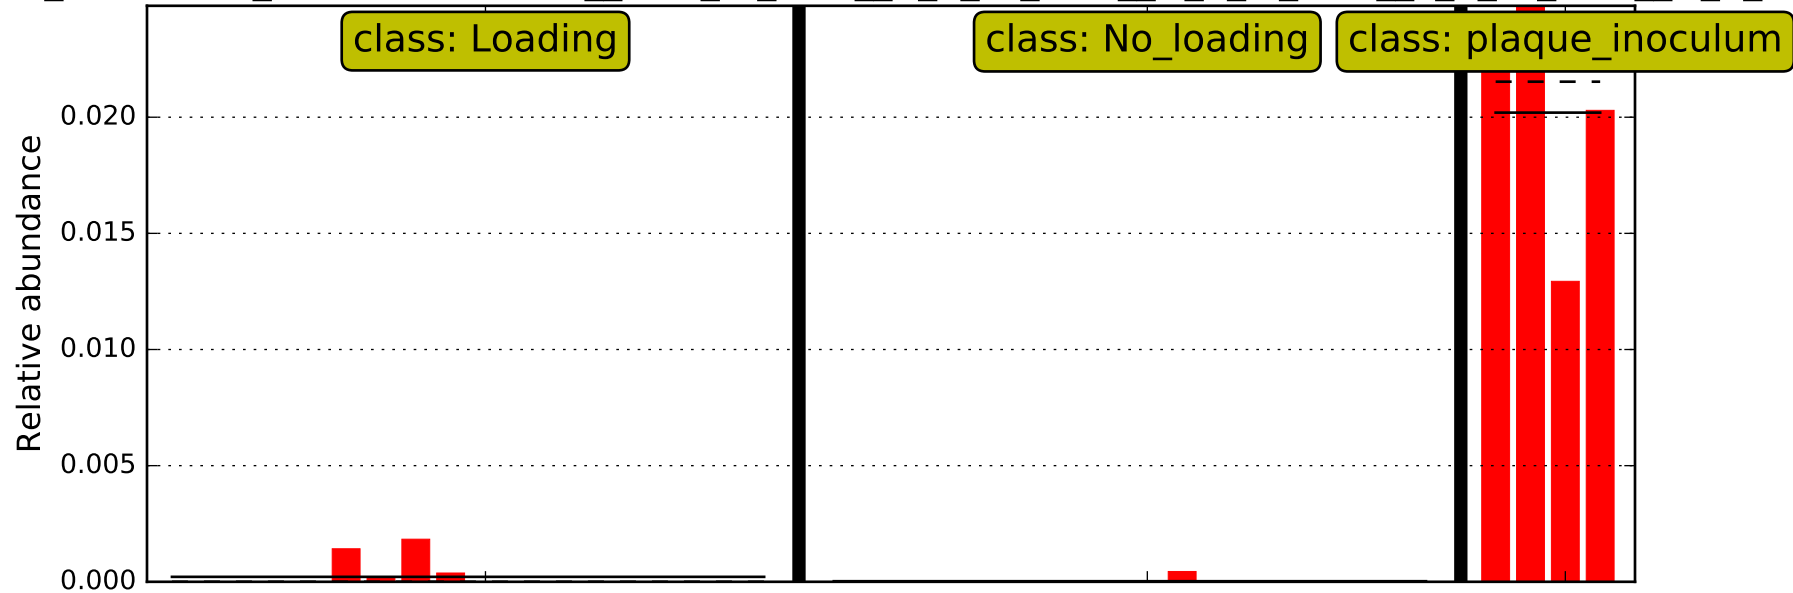 class: Loading
class: No_loading
class: plaque_inoculum
Relative abundance
0.020
0.015
0.010
0.005
0.000